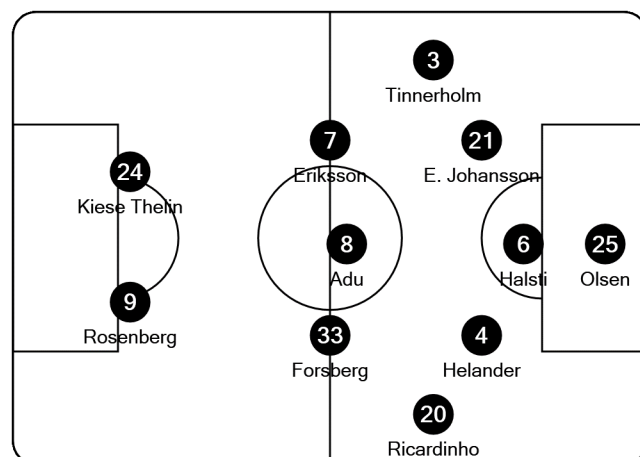 3
Tinnerholm
7
Eriksson
21
E. Johansson
24
Kiese Thelin
8
Adu
6
Halsti
25
Olsen
9
Rosenberg
33
Forsberg
4
Helander
20
Ricardinho